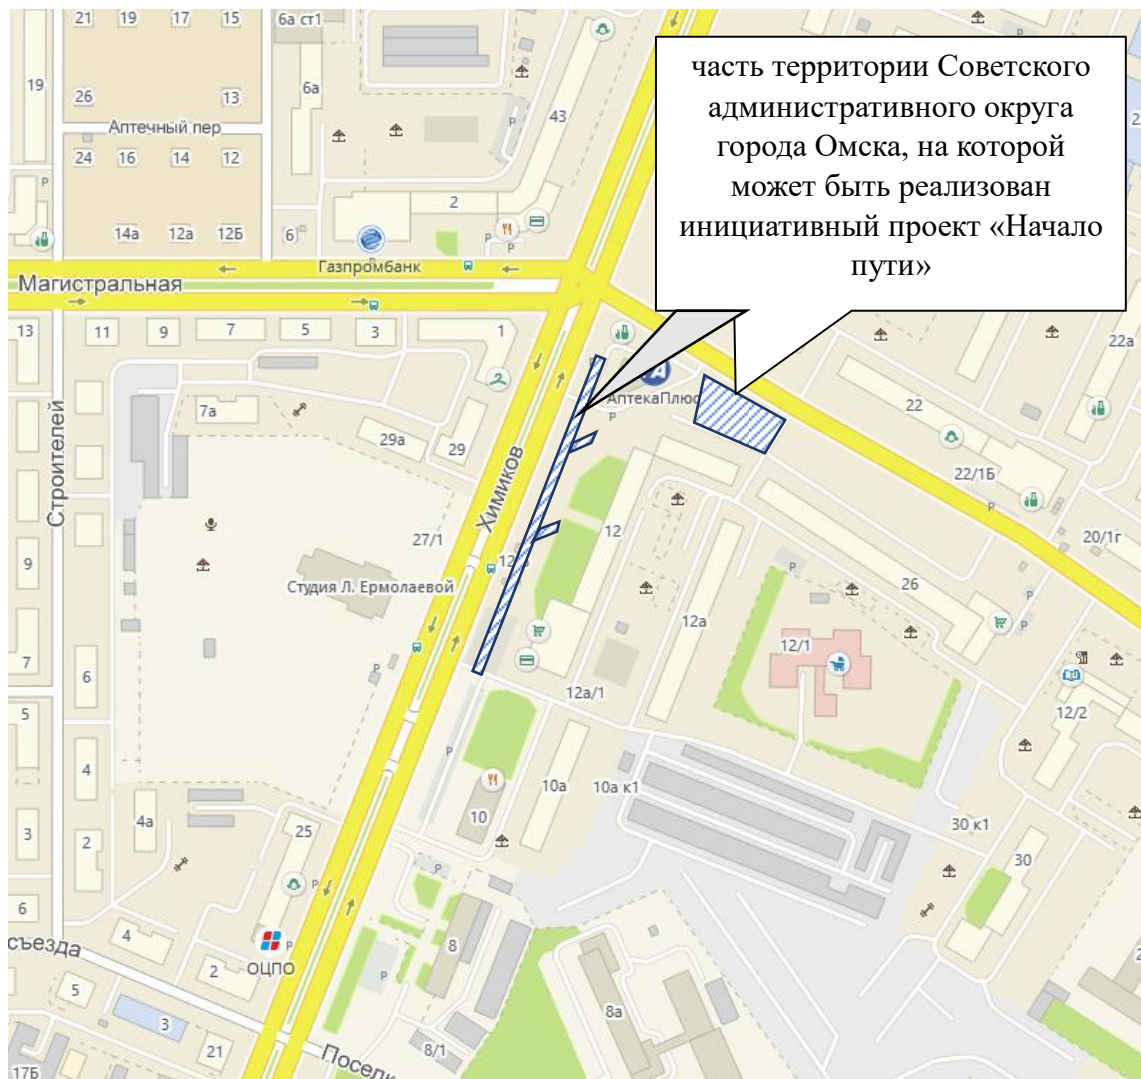 21
19
17
15
6а ст1
19
26
13
6а
43
Аптечный пер
24
16
14
12
14а
12а
12Б
6
2
Газпромбанк
Магистральная
часть территории Советского
административного округа
города Омска, на которой
может быть реализован
инициативный проект «Начало
пути»
13
11
9
7
5
3
1
22а
АптекаПлюс
7а
29а
29
22
22/1Б
Строителей
Химиков
27/1
12
20/1г
9
Студия Л. Ермолаевой
26
12а
12/1
7
6
12а/1
12/2
5
4
10а
10а к1
3
2
4а
25
10
30 к1
30
6
4
съезда
2
ОЦПО
8
5
3
8а
21
8/1
Поселк
17Б